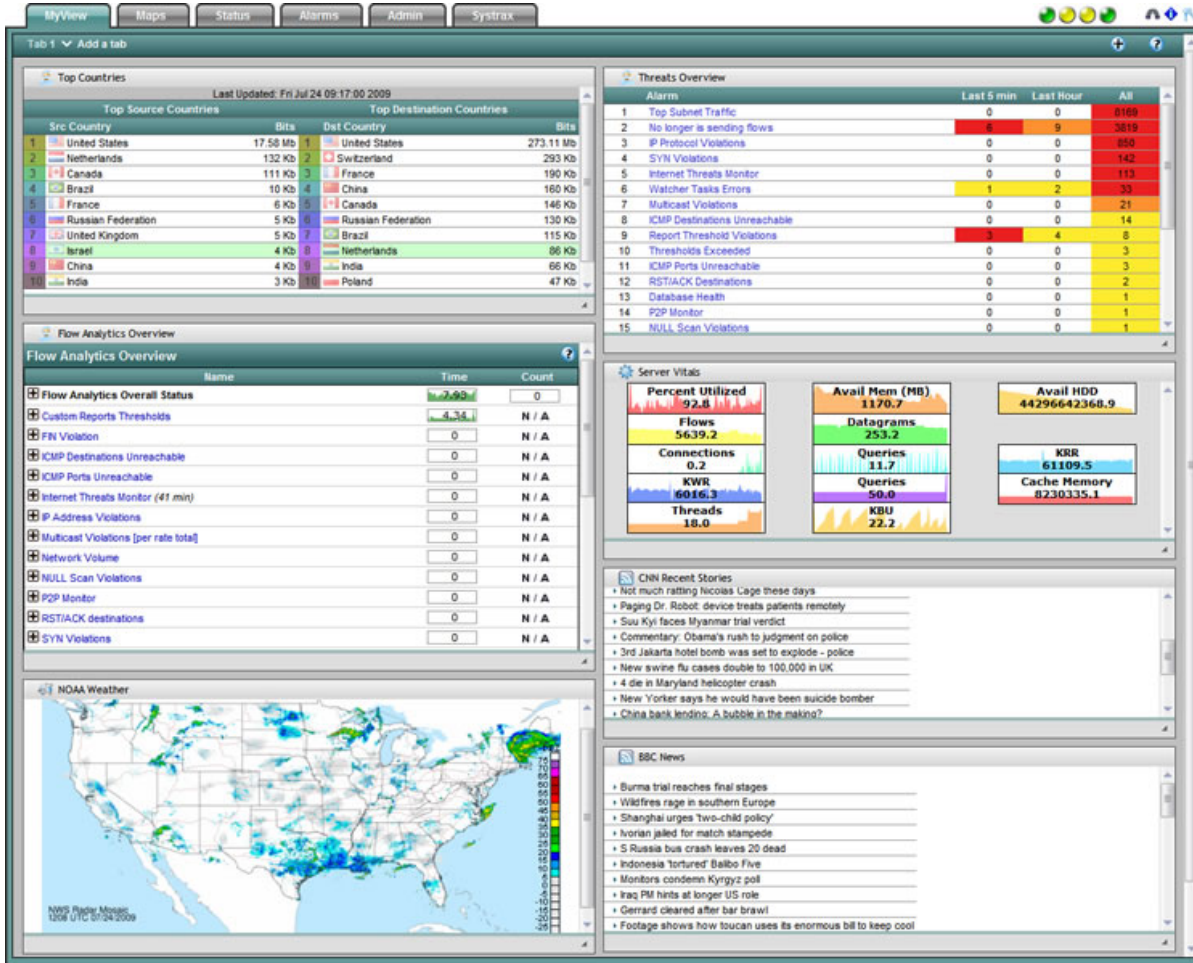 MyView Maps Status Alarms Admin Systrax
Tab 1 Add a tab
Top Countries
Last Updated: Fri Jul 24 09:17:00 2009
Top Source Countries Top Destination Countries
Src Country Bits Dst Country Bits
1 United States 17.58 Mb 1 United States 273.11 Mb
2 Netherlands 132 Kb 2 Switzerland 293 Kb
3 Canada 111 Kb 3 France 190 Kb
4 Brazil 10 Kb 4 China 160 Kb
5 France 6 Kb 5 Canada 146 Kb
6 Russian Federation 5 Kb 6 Russian Federation 130 Kb
7 United Kingdom 5 Kb 7 Brazil 115 Kb
8 Israel 4 Kb 8 Netherlands 86 Kb
9 China 4 Kb 9 India 66 Kb
10 India 3 Kb 10 Poland 47 Kb
Flow Analytics Overview
Flow Analytics Overview
Name Time Count
Flow Analytics Overall Status 7.93 0
Custom Reports Thresholds 4.34 N / A
FIN Violation 0 N / A
ICMP Destinations Unreachable 0 N / A
ICMP Ports Unreachable 0 N / A
Internet Threats Monitor (41 min) 0 N / A
IP Address Violations 0 N / A
Multicast Violations [per rate total] 0 N / A
Network Volume 0 N / A
NULL Scan Violations 0 N / A
P2P Monitor 0 N / A
RST/ACK destinations 0 N / A
SYN Violations 0 N / A
NOAA Weather
75
70
65
60
55
50
45
40
35
30
25
20
15
10
5
0
-5
-10
-15
-20
-25
NWS Radar Mosaic
1208 UTC 07/24/2009
Threats Overview
Alarm Last 5 min Last Hour All
1 Top Subnet Traffic 0 0 6169
2 No longer is sending flows 6 9 3819
3 IP Protocol Violations 0 0 850
4 SYN Violations 0 0 142
5 Internet Threats Monitor 0 0 113
6 Watcher Tasks Errors 1 2 33
7 Multicast Violations 0 0 21
8 ICMP Destinations Unreachable 0 0 14
9 Report Threshold Violations 3 4 8
10 Thresholds Exceeded 0 0 3
11 ICMP Ports Unreachable 0 0 3
12 RST/ACK Destinations 0 0 2
13 Database Health 0 0 1
14 P2P Monitor 0 0 1
15 NULL Scan Violations 0 0 1
Server Vitals
Percent Utilized Avail Mem (MB) Avail HDD
92.8 1170.7 44296642368.9
Flows Datagrams
5639.2 253.2
Connections Queries KRR
0.2 11.7 61109.5
KWR Queries Cache Memory
6016.3 50.0 8230335.1
Threads KBU
18.0 22.2
CNN Recent Stories
Not much rattling Nicolas Cage these days
Paging Dr. Robot: device treats patients remotely
Suu Kyi faces Myanmar trial verdict
Commentary: Obama's rush to judgment on police
3rd Jakarta hotel bomb was set to explode - police
New swine flu cases double to 100,000 in UK
4 die in Maryland helicopter crash
New Yorker says he would have been suicide bomber
China bank lending: A bubble in the making?
BBC News
Burma trial reaches final stages
Wildfires rage in southern Europe
Shanghai urges 'two-child policy'
Ivorian jailed for match stampede
S Russia bus crash leaves 20 dead
Indonesia 'tortured' Balibo Five
Monitors condemn Kyrgyz poll
Iraq PM hints at longer US role
Gerrard cleared after bar brawl
Footage shows how toucan uses its enormous bill to keep cool